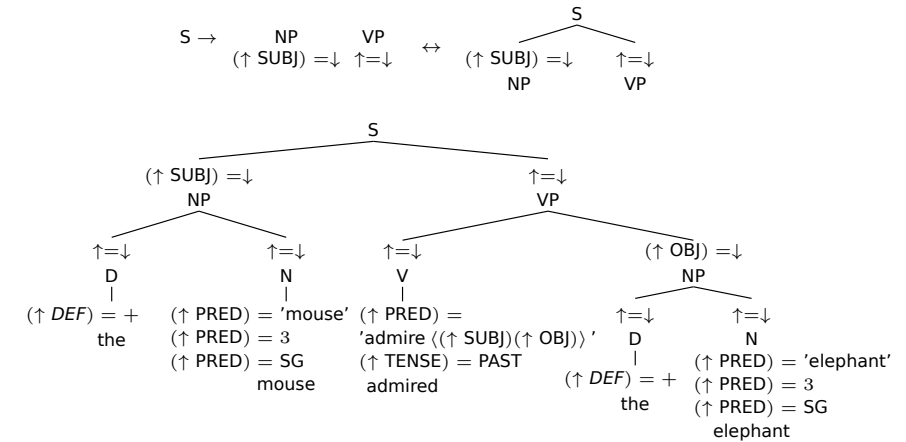 S → NP VP ↔ S
(↑ SUBJ) =↓ ↑=↓ (↑ SUBJ) =↓ ↑=↓
NP VP
S
(↑ SUBJ) =↓ ↑=↓
NP VP
↑=↓ ↑=↓ ↑=↓ (↑ OBJ) =↓
D N V NP
(↑ DEF) = + (↑ PRED) = 'mouse' (↑ PRED) = ↑=↓ ↑=↓
the (↑ PRED) = 3 'admire ⟨(↑ SUBJ)(↑ OBJ)⟩ ' D N
(↑ PRED) = SG (↑ TENSE) = PAST (↑ PRED) = 'elephant'
mouse admired (↑ DEF) = + (↑ PRED) = 3
the (↑ PRED) = SG
elephant